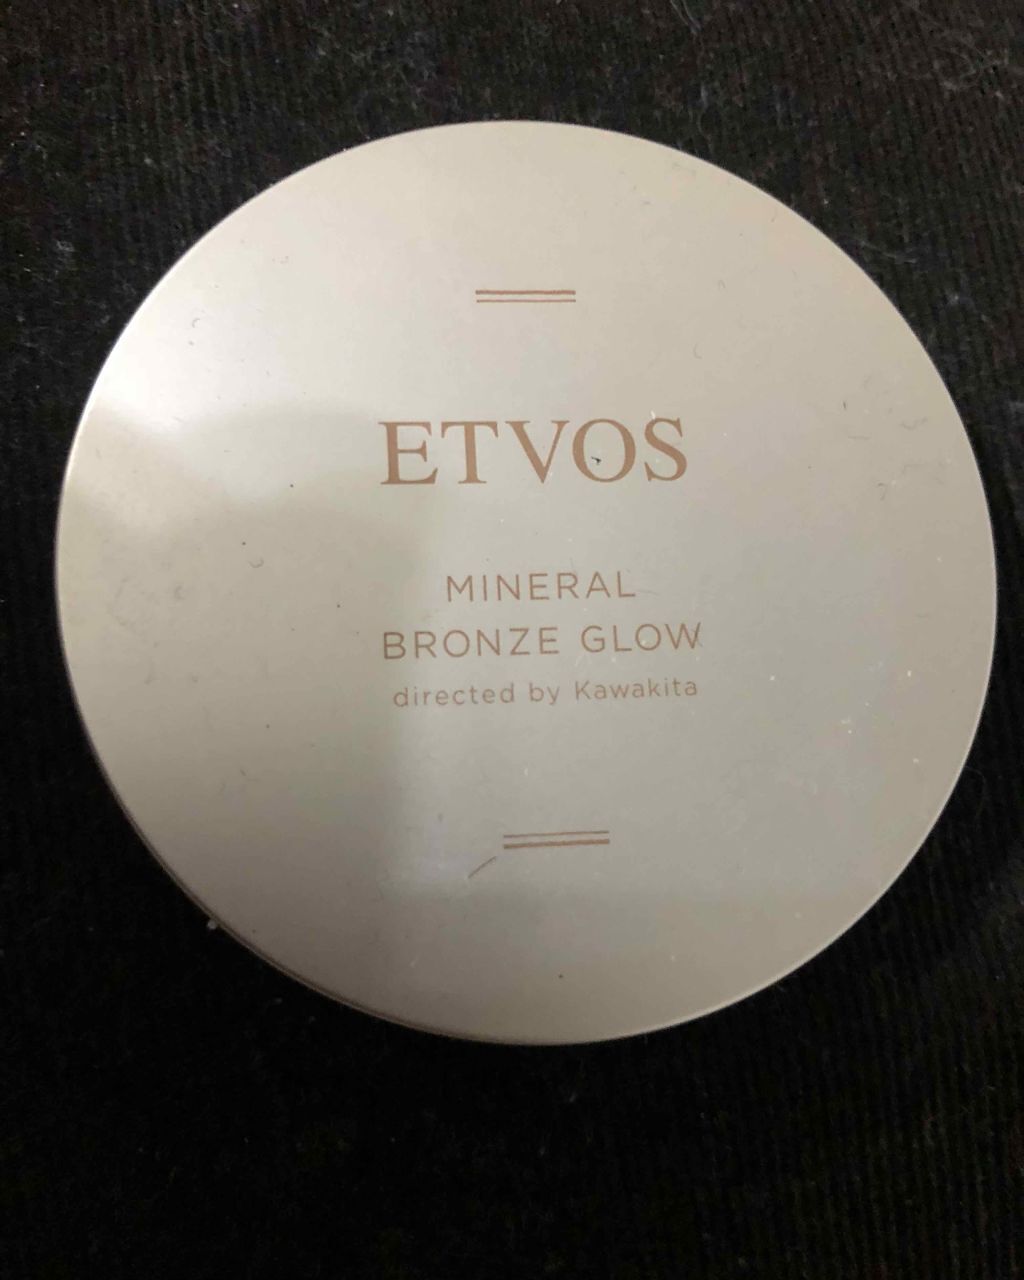 ETVOS
MINERAL
BRONZE GLOW
directed by Kawakita